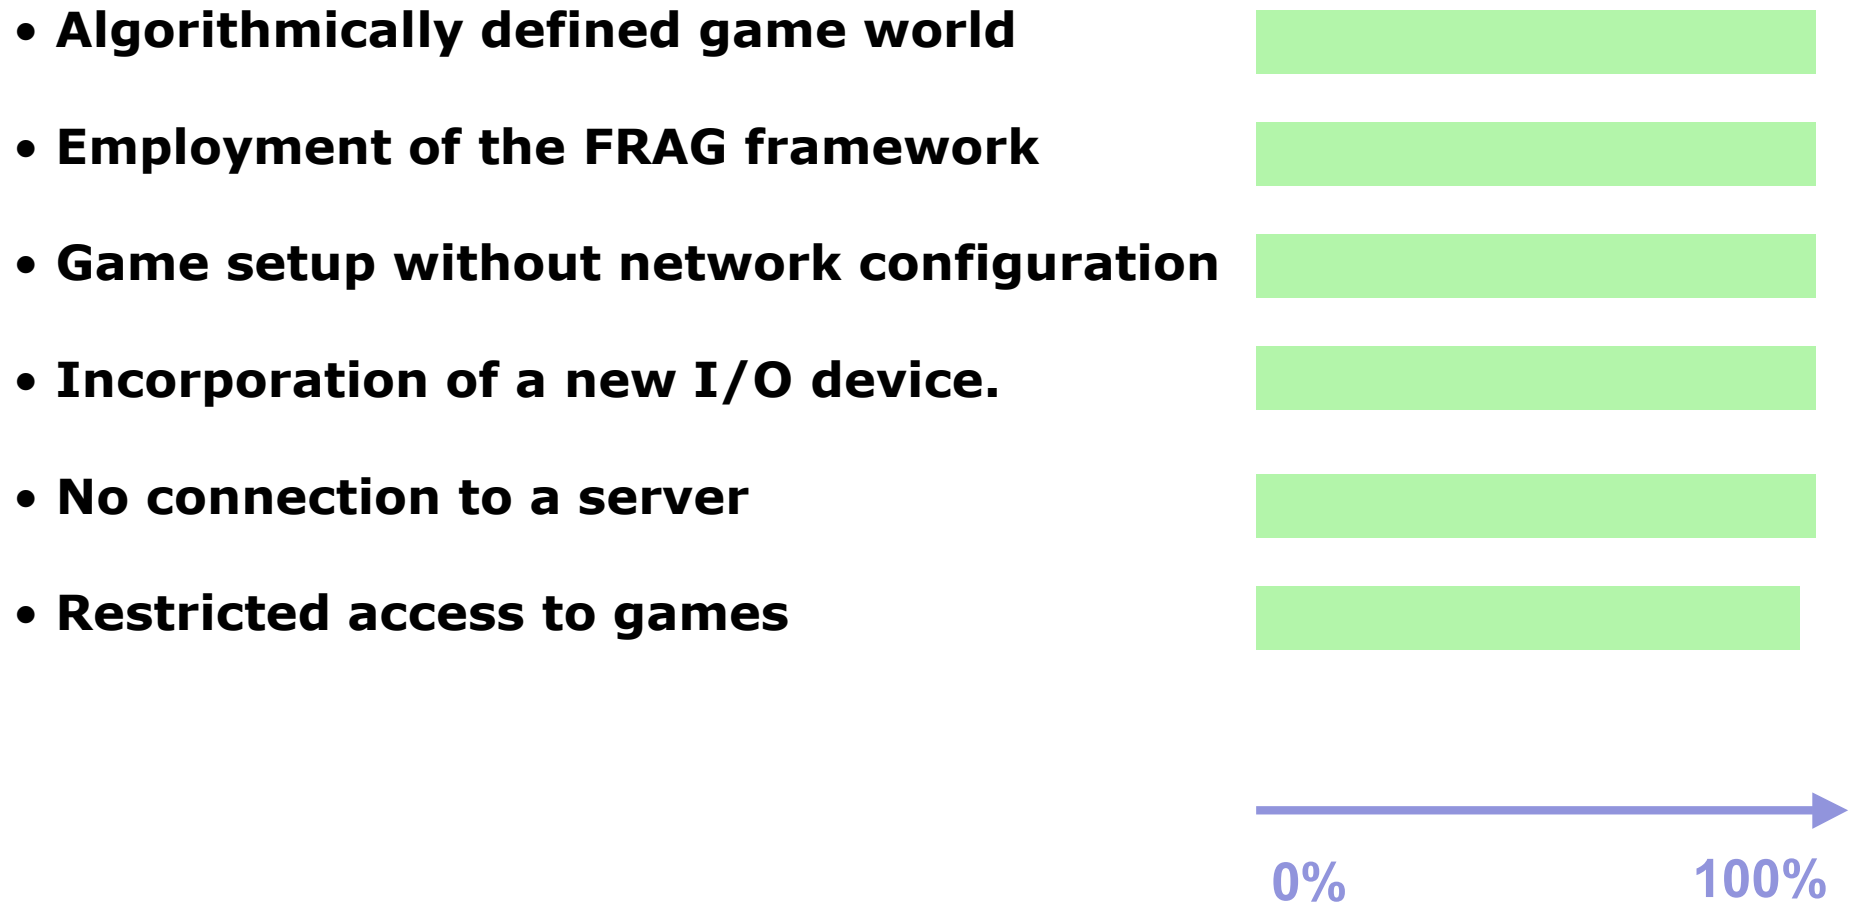 • Algorithmically defined game world
• Employment of the FRAG framework
• Game setup without network configuration
• Incorporation of a new I/O device.
• No connection to a server
• Restricted access to games
0% 100%